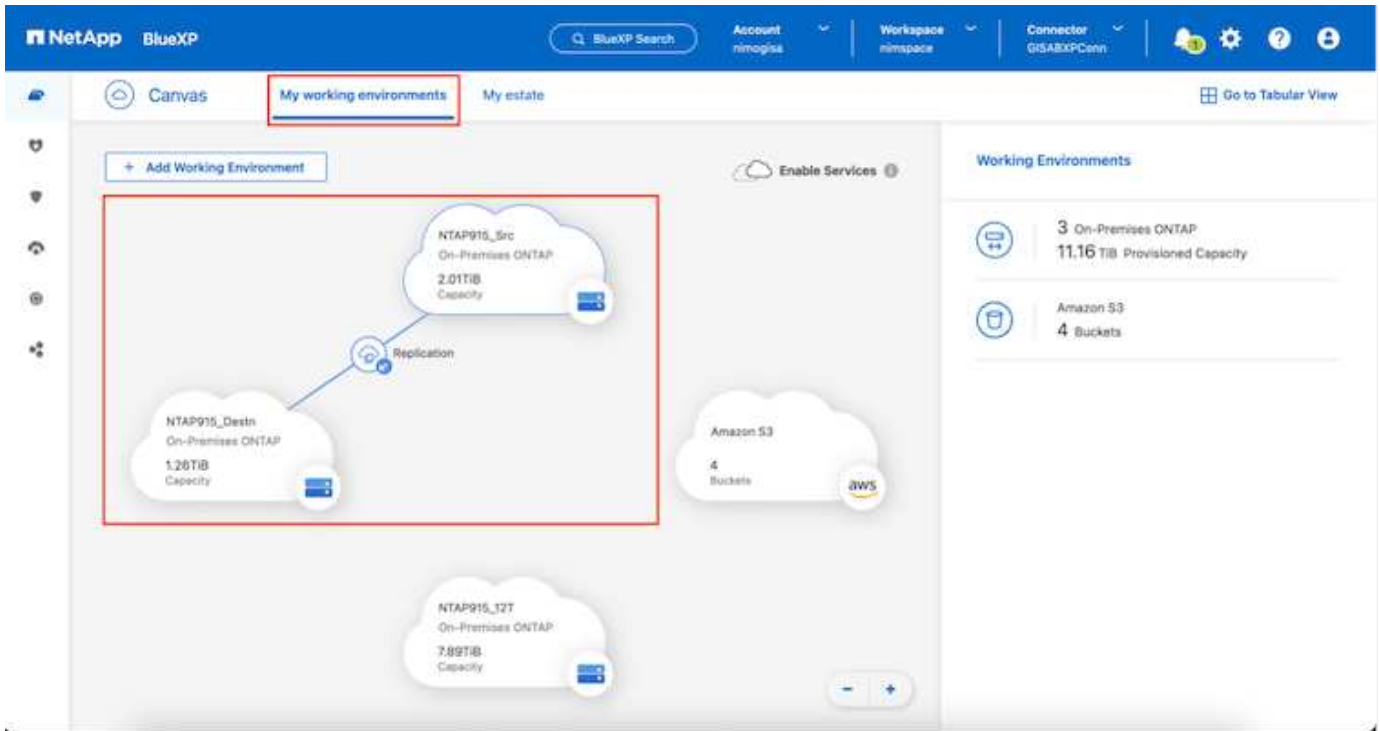 NetApp BlueXP
BlueXP Search
Account
nimogisa
Workspace
nimspace
Connector
GISABXPConn
1
Canvas
My working environments
My estate
Go to Tabular View
+ Add Working Environment
Enable Services
NTAP915_Src
On-Premises ONTAP
2.01TiB
Capacity
Replication
NTAP915_Destn
On-Premises ONTAP
1.26TiB
Capacity
Amazon S3
4
Buckets
aws
NTAP915_12T
On-Premises ONTAP
7.89TiB
Capacity
- +
Working Environments
3 On-Premises ONTAP
11.16 TiB Provisioned Capacity
Amazon S3
4 Buckets